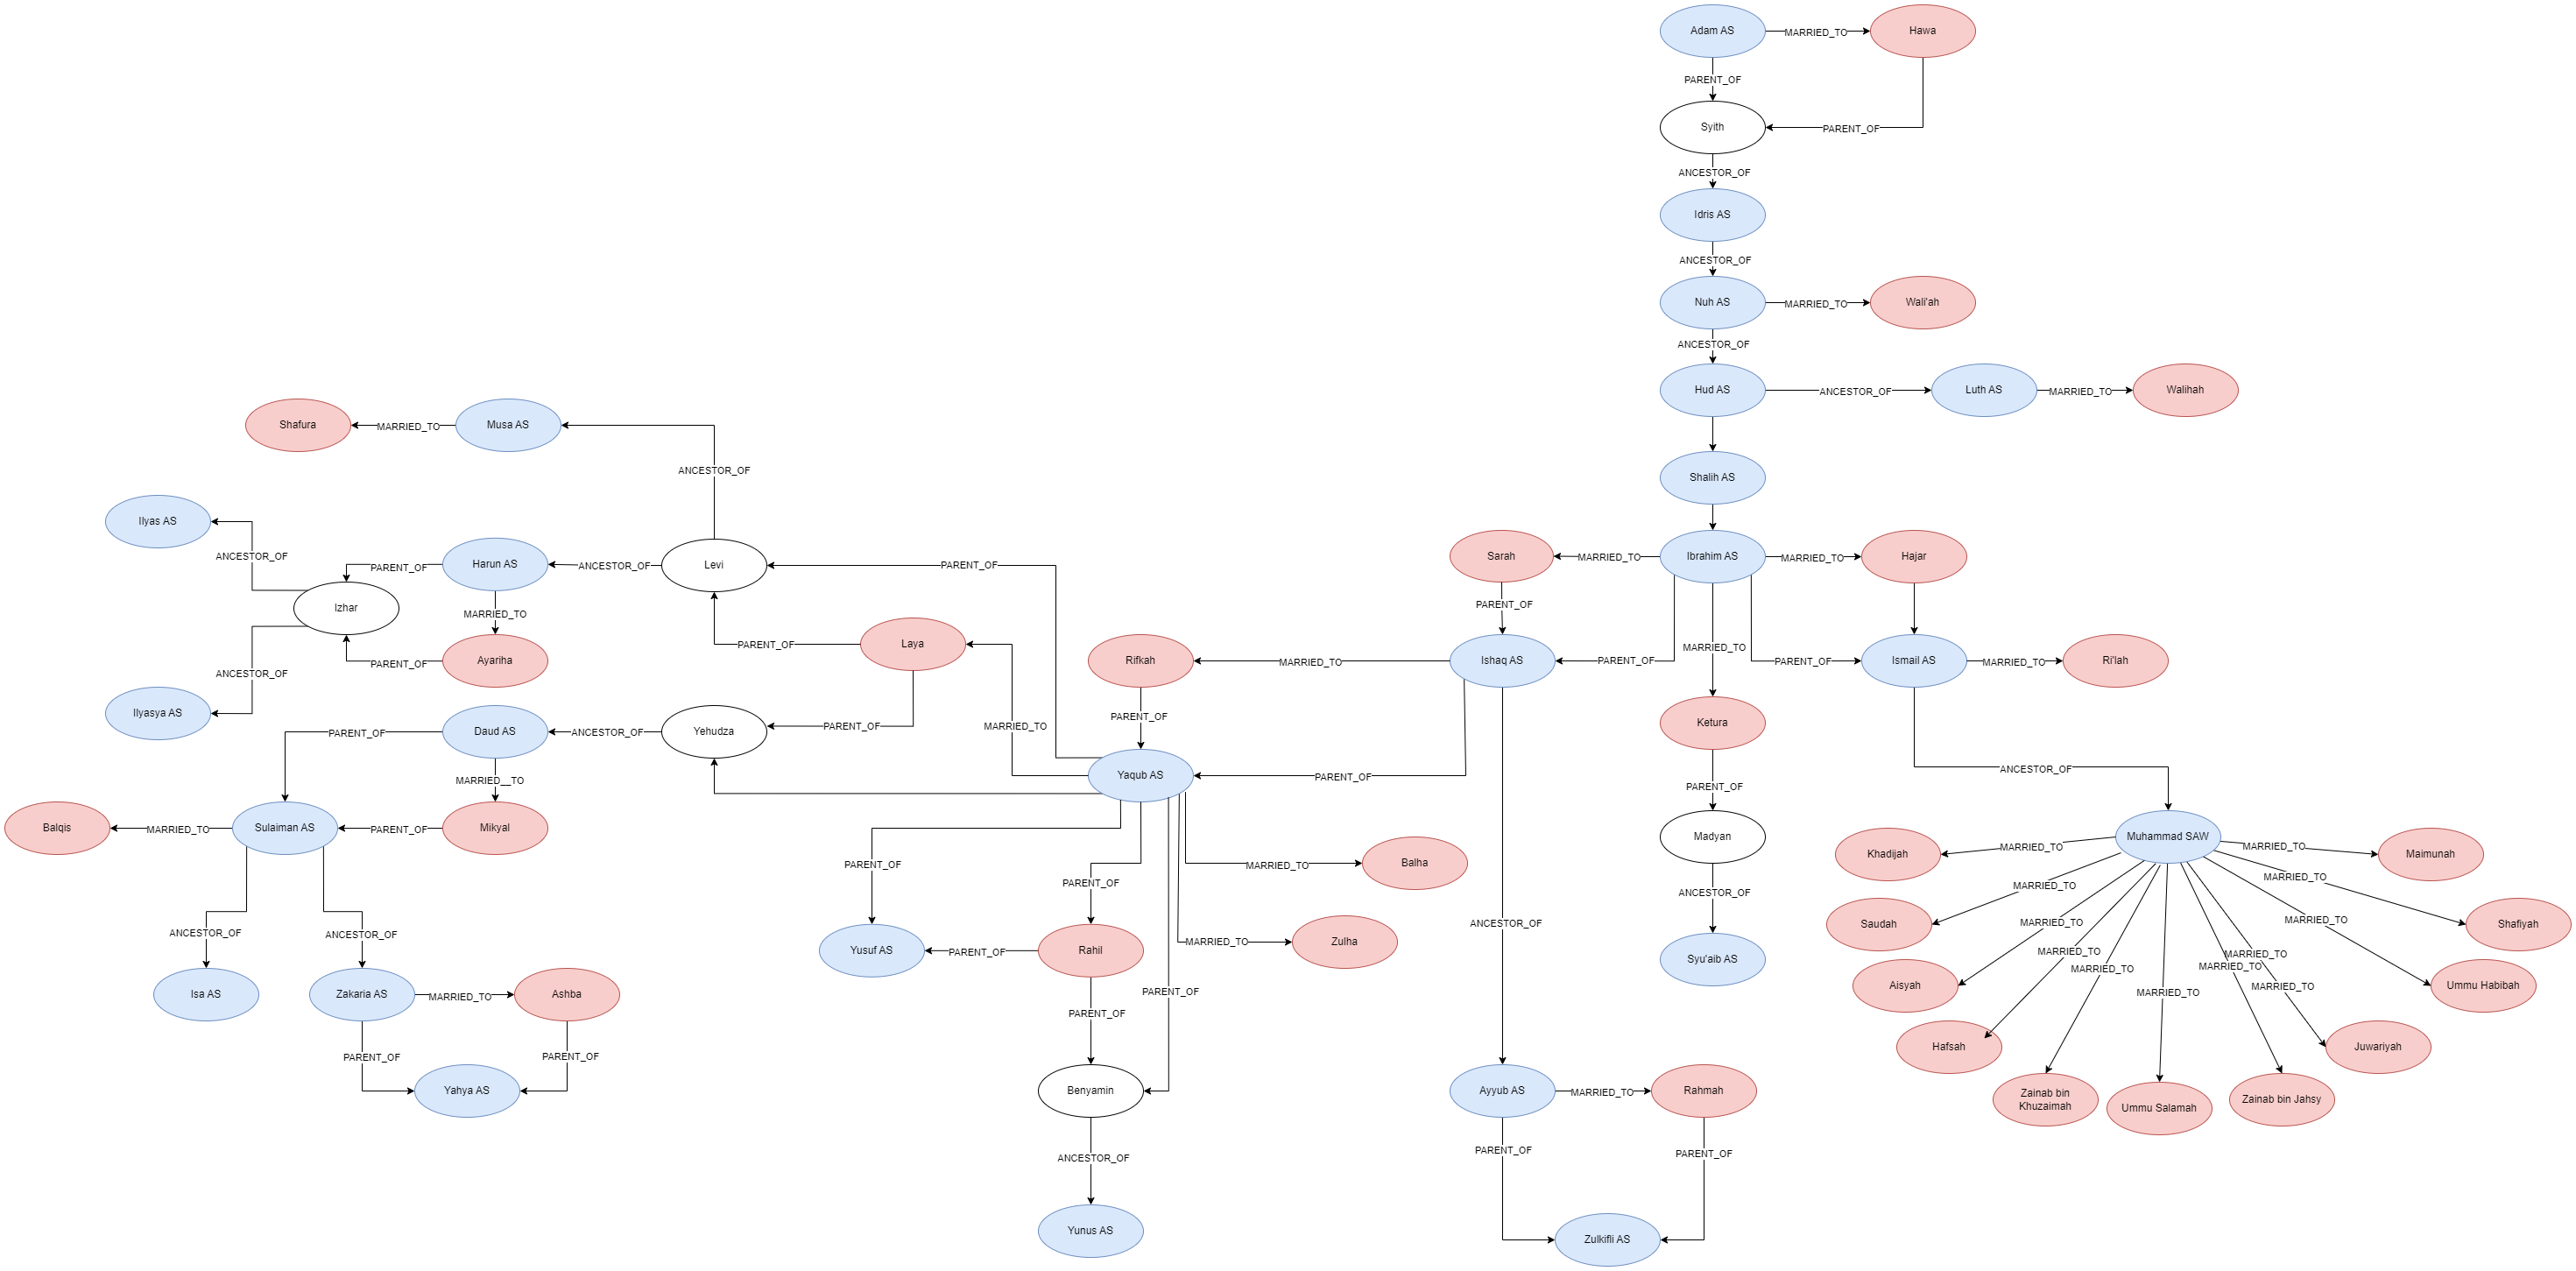 Adam AS
MARRIED_TO
Hawa
PARENT_OF
Syith
PARENT_OF
ANCESTOR_OF
Idris AS
ANCESTOR_OF
Nuh AS
MARRIED_TO
Wali'ah
ANCESTOR_OF
Hud AS
ANCESTOR_OF
Luth AS
MARRIED_TO
Walihah
Shafura
MARRIED_TO
Musa AS
ANCESTOR_OF
Shalih AS
Ilyas AS
ANCESTOR_OF
Harun AS
PARENT_OF
ANCESTOR_OF
Levi
PARENT_OF
Sarah
MARRIED_TO
Ibrahim AS
MARRIED_TO
Hajar
Izhar
MARRIED_TO
PARENT_OF
ANCESTOR_OF
PARENT_OF
Ayariha
PARENT_OF
Laya
Rifkah
MARRIED_TO
Ishaq AS
PARENT_OF
MARRIED_TO
PARENT_OF
Ismail AS
MARRIED_TO
Ri'lah
Ilyasya AS
PARENT_OF
Daud AS
ANCESTOR_OF
Yehudza
PARENT_OF
MARRIED_TO
PARENT_OF
Ketura
MARRIED__TO
Yaqub AS
PARENT_OF
PARENT_OF
ANCESTOR_OF
Balqis
MARRIED_TO
Sulaiman AS
PARENT_OF
Mikyal
Madyan
Muhammad SAW
Khadijah
MARRIED_TO
MARRIED_TO
Maimunah
PARENT_OF
PARENT_OF
MARRIED_TO
Balha
ANCESTOR_OF
MARRIED_TO
MARRIED_TO
ANCESTOR_OF
ANCESTOR_OF
ANCESTOR_OF
Saudah
MARRIED_TO
MARRIED_TO
Shafiyah
Yusuf AS
PARENT_OF
Rahil
MARRIED_TO
Zulha
Syu'aib AS
MARRIED_TO
MARRIED_TO
MARRIED_TO
MARRIED_TO
Isa AS
Zakaria AS
MARRIED_TO
Ashba
PARENT_OF
PARENT_OF
Aisyah
MARRIED_TO
MARRIED_TO
Ummu Habibah
PARENT_OF
PARENT_OF
Hafsah
Juwariyah
Yahya AS
Benyamin
Ayyub AS
MARRIED_TO
Rahmah
Zainab bin
Khuzaimah
Ummu Salamah
Zainab bin Jahsy
ANCESTOR_OF
PARENT_OF
PARENT_OF
Yunus AS
Zulkifli AS